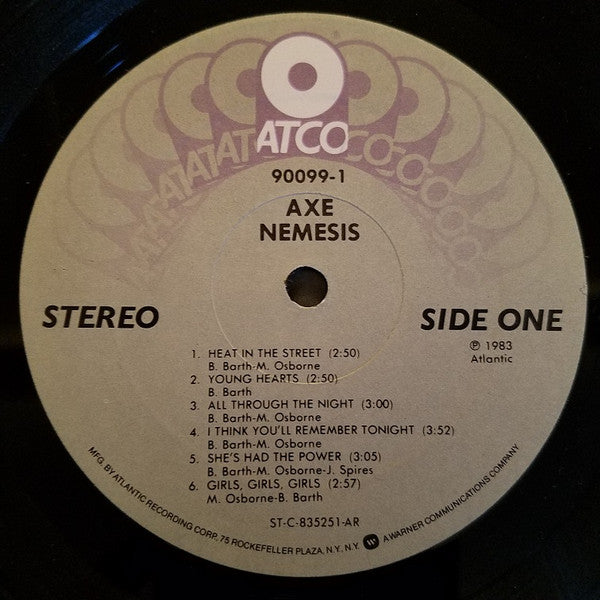 ATCO
90099-1
AXE
NEMESIS
STEREO
SIDE ONE
℗ 1983
Atlantic
1. HEAT IN THE STREET (2:50)
B. Barth-M. Osborne
2. YOUNG HEARTS (2:50)
B. Barth
3. ALL THROUGH THE NIGHT (3:00)
B. Barth-M. Osborne
4. I THINK YOU'LL REMEMBER TONIGHT (3:52)
B. Barth-M. Osborne
5. SHE'S HAD THE POWER (3:05)
B. Barth-M. Osborne-J. Spires
6. GIRLS, GIRLS, GIRLS (2:57)
M. Osborne-B. Barth
ST-C-835251-AR
MFG. BY ATLANTIC RECORDING CORP. 75 ROCKEFELLER PLAZA, N.Y., N.Y. W A WARNER COMMUNICATIONS COMPANY